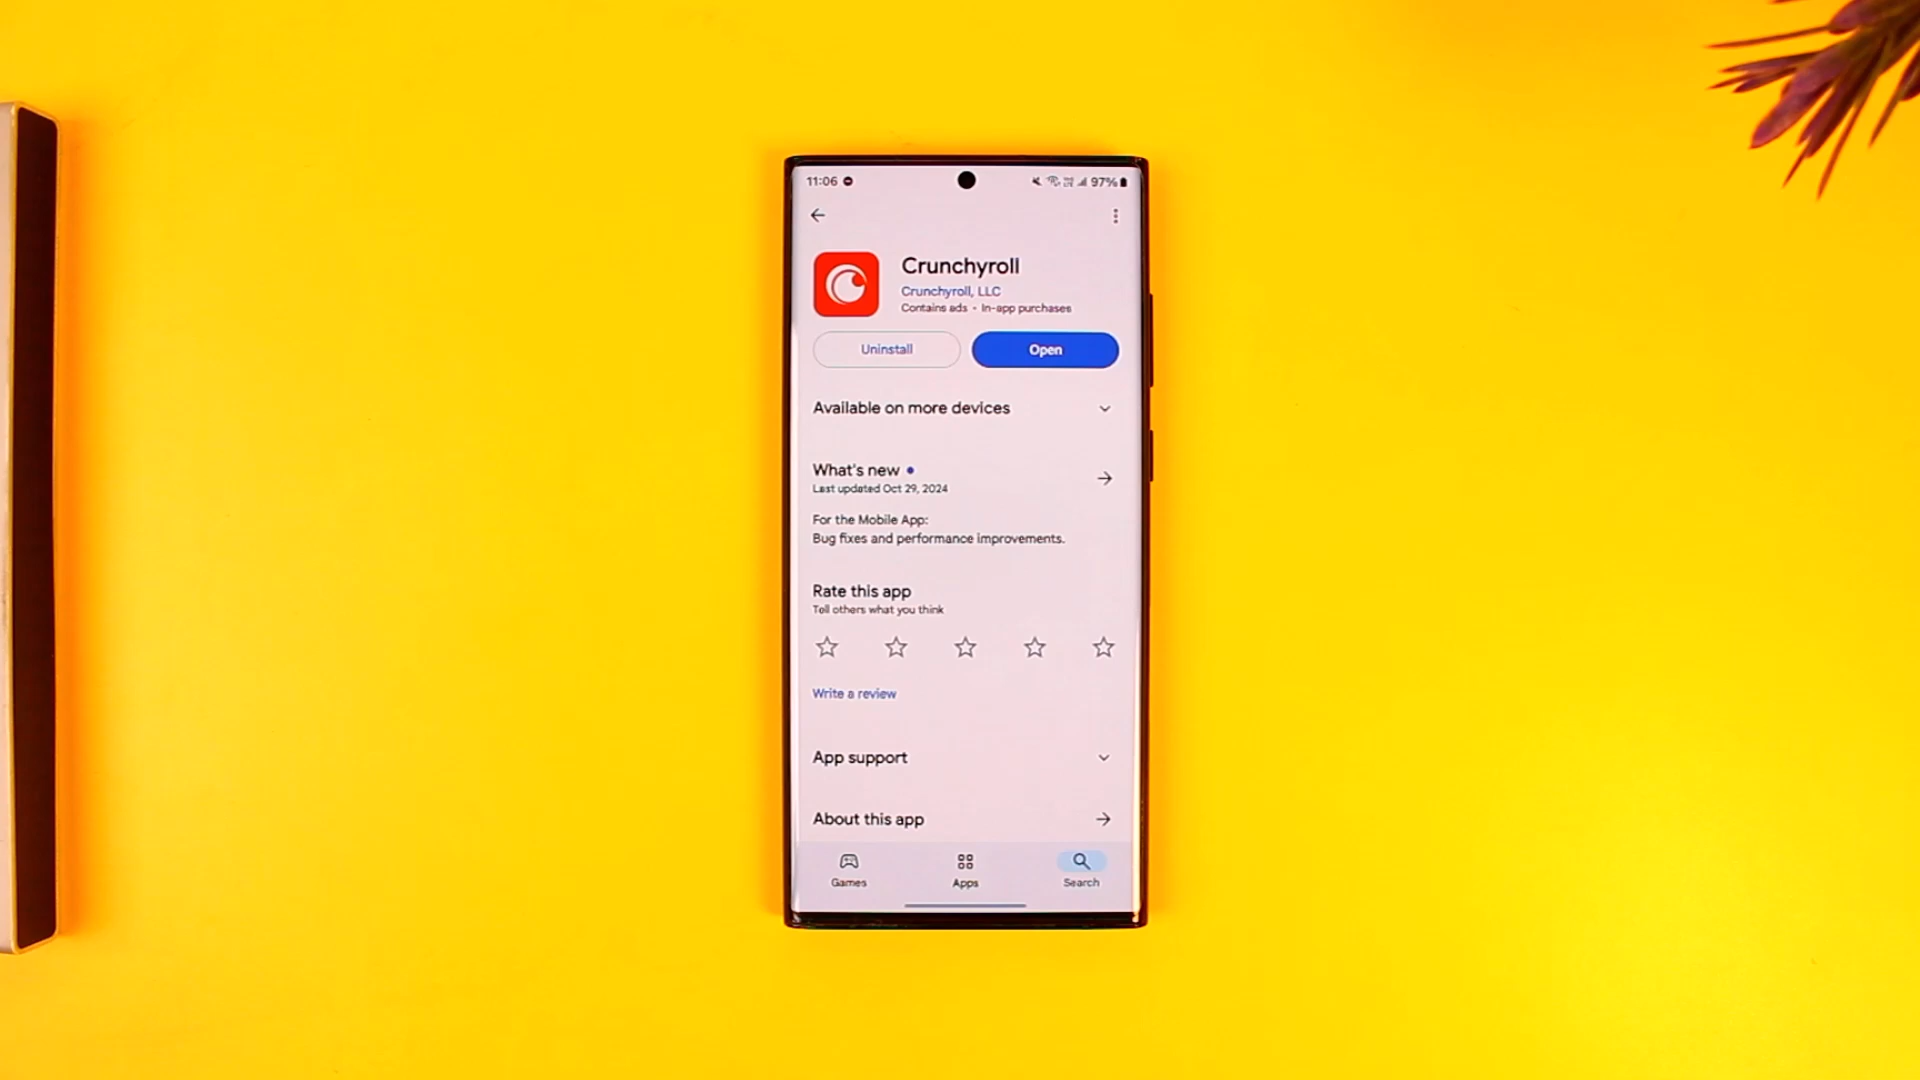 11:06
97%
Crunchyroll
Crunchyroll, LLC
Contains ads • In-app purchases
Uninstall
Open
Available on more devices
What's new •
Last updated Oct 29, 2024
For the Mobile App:
Bug fixes and performance improvements.
Rate this app
Tell others what you think
Write a review
App support
About this app
Games
Apps
Search